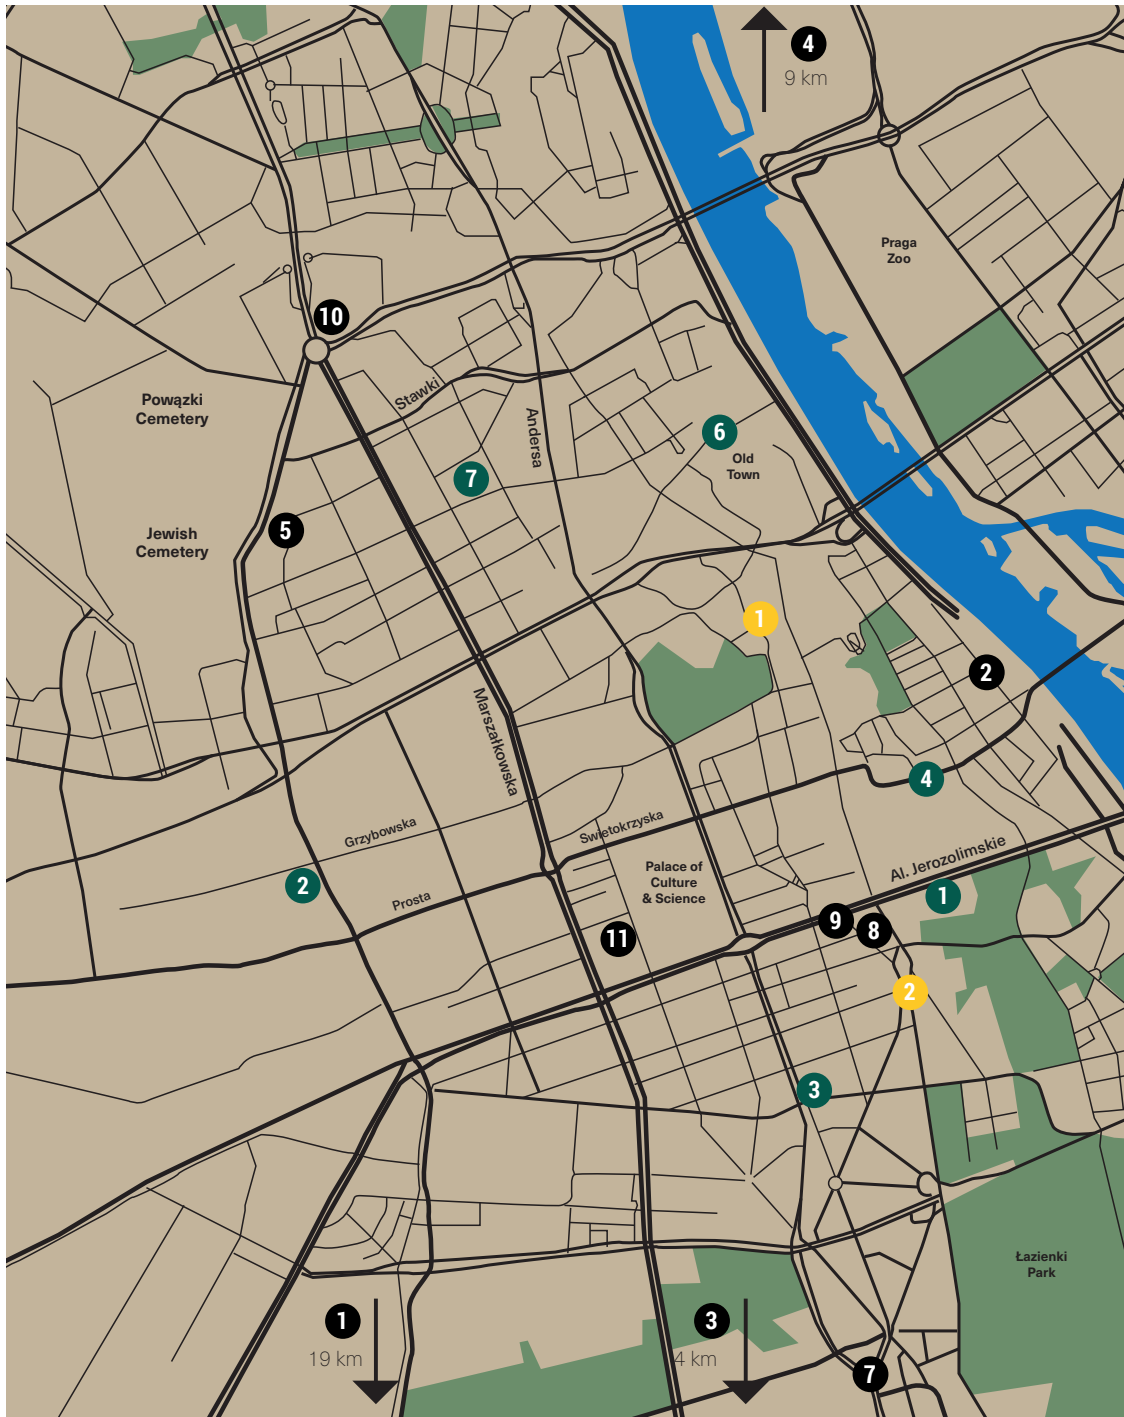 4
9 km
Praga
Zoo
10
Powązki
Cemetery
Stawki
Andersa
6
Old
Town
7
5
Jewish
Cemetery
1
2
Marszałkowska
4
Grzybowska
Swietokrzyska
Al. Jerozolimskie
Palace of
Culture
& Science
2
Prosta
1
9
8
11
2
3
Łazienki
Park
1
19 km
3
4 km
7